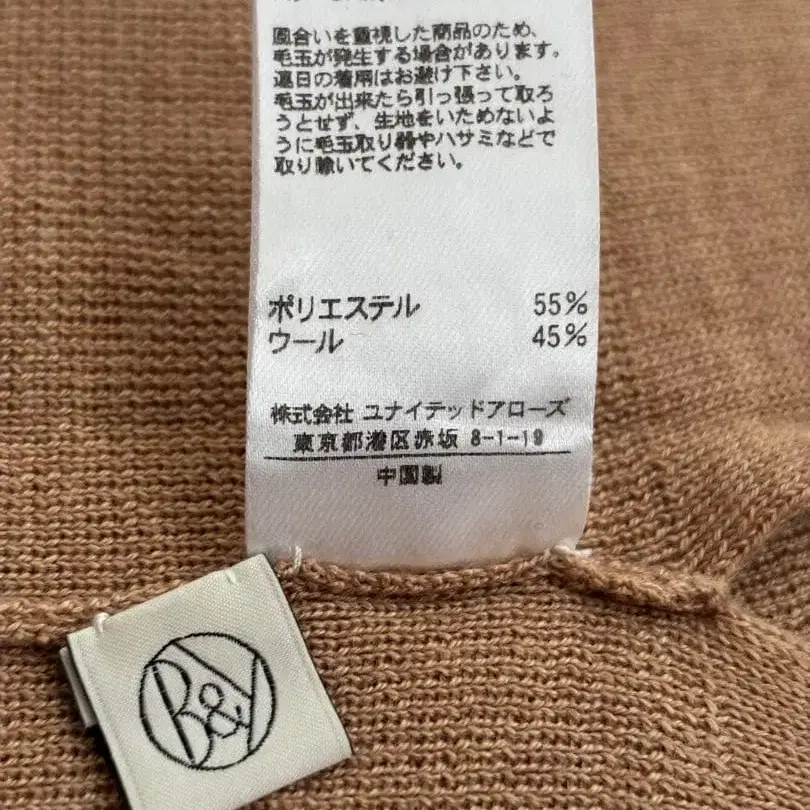 風合いを重視した商品のため、
毛玉が発生する場合があります。
連日の着用はお避け下さい。
毛玉が出来たら引っ張って取ろ
うとせず、生地をいためないよ
うに毛玉取り器やハサミなどで
取り除いてください。
ポリエステル 55%
ウール 45%
株式会社 ユナイテッドアローズ
東京都港区赤坂 8-1-19
中国製
B&Y